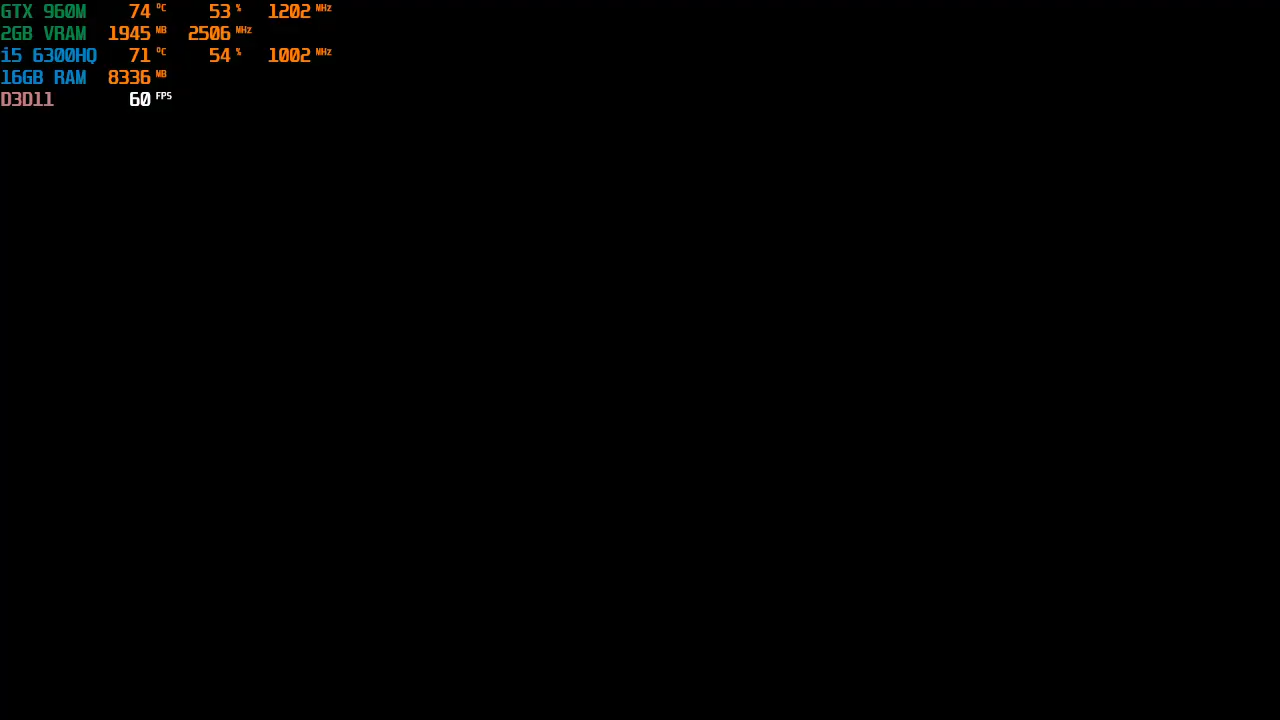 GTX 960M 74 °C 53 % 1202 MHz
2GB VRAM 1945 MB 2506 MHz
i5 6300HQ 71 °C 54 % 1002 MHz
16GB RAM 8336 MB
D3D11 60 FPS